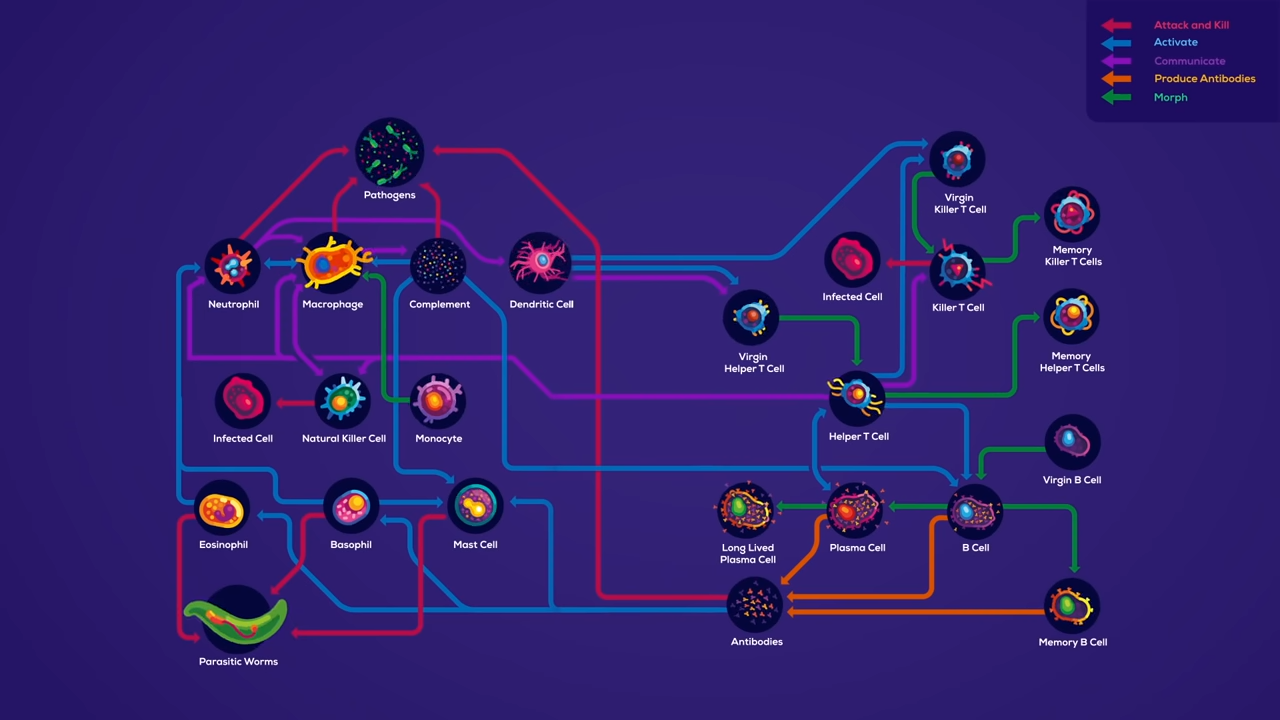 Attack and Kill
Activate
Communicate
Produce Antibodies
Morph
Pathogens
Virgin
Killer T Cell
Memory
Killer T Cells
Neutrophil
Macrophage
Complement
Dendritic Cell
Infected Cell
Killer T Cell
Virgin
Helper T Cell
Memory
Helper T Cells
Infected Cell
Natural Killer Cell
Monocyte
Helper T Cell
Virgin B Cell
Eosinophil
Basophil
Mast Cell
Long Lived
Plasma Cell
Plasma Cell
B Cell
Parasitic Worms
Antibodies
Memory B Cell